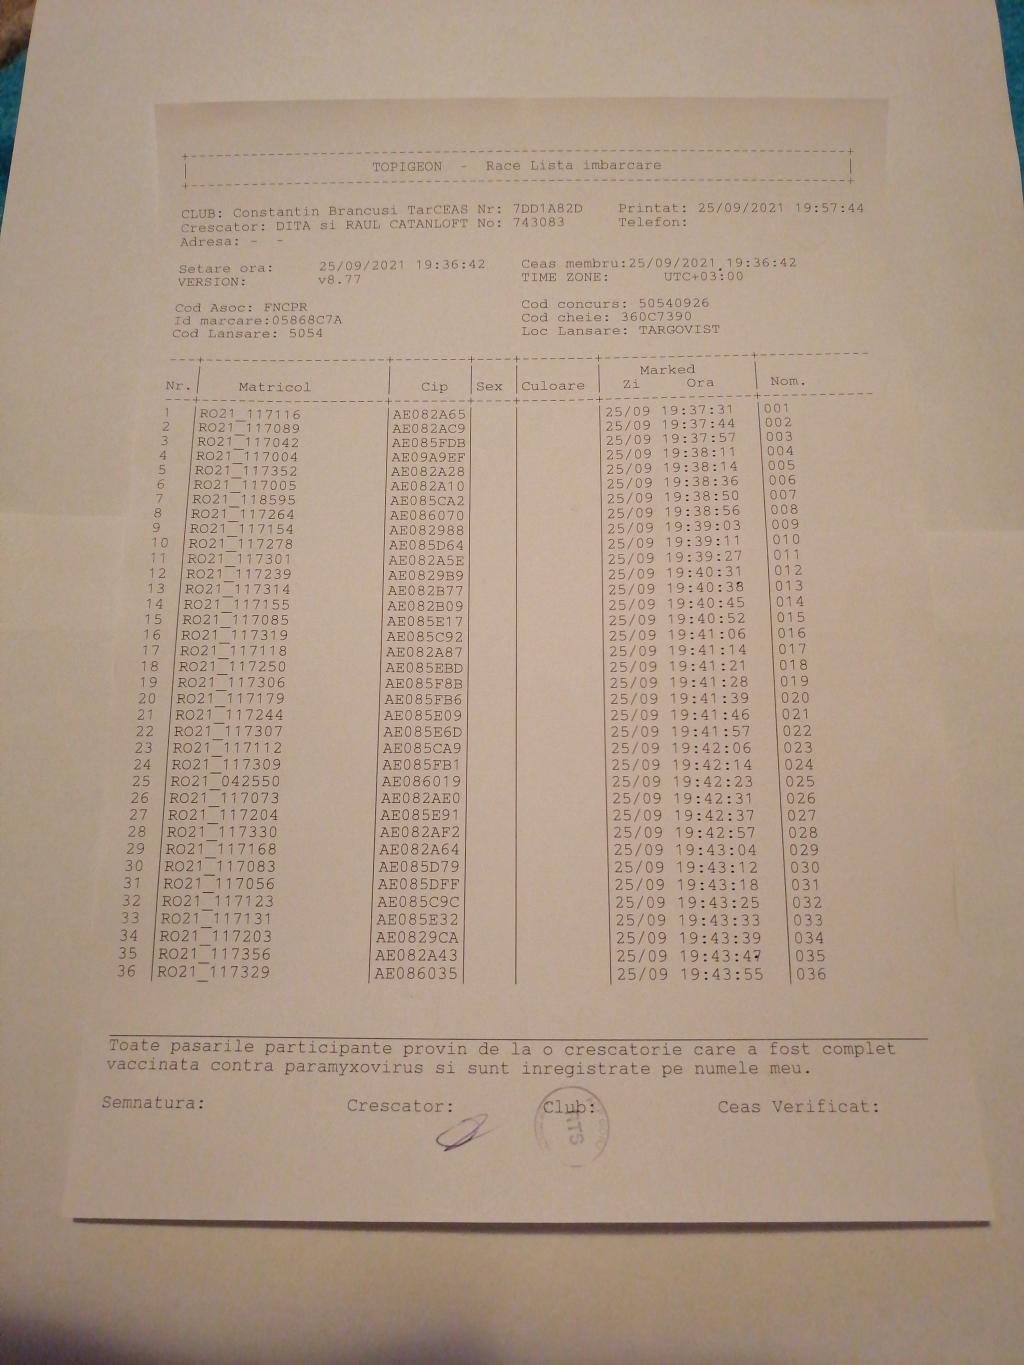 TOPIGEON - Race Lista imbarcare
CLUB: Constantin Brancusi TarCEAS Nr: 7DD1A82D Printat: 25/09/2021 19:57:44
Crescator: DITA si RAUL CATANLOFT No: 743083 Telefon:
Adresa: - -
Setare ora: 25/09/2021 19:36:42 Ceas membru:25/09/2021 19:36:42
VERSION: v8.77 TIME ZONE: UTC+03:00
Cod Asoc: FNCPR Cod concurs: 50540926
Id marcare:05868C7A Cod cheie: 360C7390
Cod Lansare: 5054 Loc Lansare: TARGOVIST
Nr. Matricol Cip Sex Culoare Marked Zi Ora Nom.
1 RO21_117116 AE082A65 25/09 19:37:31 001
2 RO21_117089 AE082AC9 25/09 19:37:44 002
3 RO21_117042 AE085FDB 25/09 19:37:57 003
4 RO21_117004 AE09A9EF 25/09 19:38:11 004
5 RO21_117352 AE082A28 25/09 19:38:14 005
6 RO21_117005 AE082A10 25/09 19:38:36 006
7 RO21_118595 AE085CA2 25/09 19:38:50 007
8 RO21_117264 AE086070 25/09 19:38:56 008
9 RO21_117154 AE082988 25/09 19:39:03 009
10 RO21_117278 AE085D64 25/09 19:39:11 010
11 RO21_117301 AE082A5E 25/09 19:39:27 011
12 RO21_117239 AE0829B9 25/09 19:40:31 012
13 RO21_117314 AE082B77 25/09 19:40:38 013
14 RO21_117155 AE082B09 25/09 19:40:45 014
15 RO21_117085 AE085E17 25/09 19:40:52 015
16 RO21_117319 AE085C92 25/09 19:41:06 016
17 RO21_117118 AE082A87 25/09 19:41:14 017
18 RO21_117250 AE085EBD 25/09 19:41:21 018
19 RO21_117306 AE085F8B 25/09 19:41:28 019
20 RO21_117179 AE085FB6 25/09 19:41:39 020
21 RO21_117244 AE085E09 25/09 19:41:46 021
22 RO21_117307 AE085E6D 25/09 19:41:57 022
23 RO21_117112 AE085CA9 25/09 19:42:06 023
24 RO21_117309 AE085FB1 25/09 19:42:14 024
25 RO21_042550 AE086019 25/09 19:42:23 025
26 RO21_117073 AE082AE0 25/09 19:42:31 026
27 RO21_117204 AE085E91 25/09 19:42:37 027
28 RO21_117330 AE082AF2 25/09 19:42:57 028
29 RO21_117168 AE082A64 25/09 19:43:04 029
30 RO21_117083 AE085D79 25/09 19:43:12 030
31 RO21_117056 AE085DFF 25/09 19:43:18 031
32 RO21_117123 AE085C9C 25/09 19:43:25 032
33 RO21_117131 AE085E32 25/09 19:43:33 033
34 RO21_117203 AE0829CA 25/09 19:43:39 034
35 RO21_117356 AE082A43 25/09 19:43:47 035
36 RO21_117329 AE086035 25/09 19:43:55 036
Toate pasarile participante provin de la o crescatorie care a fost complet
vaccinata contra paramyxovirus si sunt inregistrate pe numele meu.
Semnatura: Crescator: Club: Ceas Verificat: